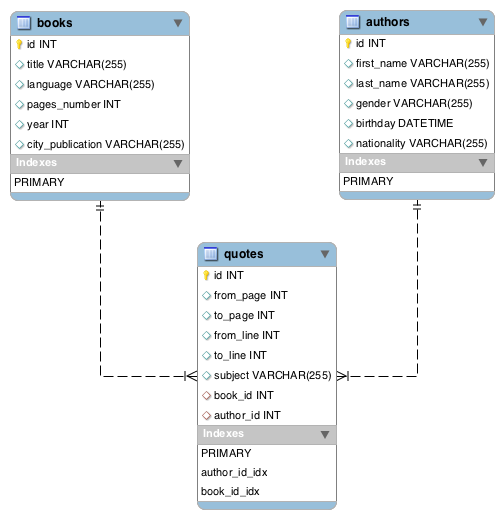 books
id INT
title VARCHAR(255)
language VARCHAR(255)
pages_number INT
year INT
city_publication VARCHAR(255)
Indexes
PRIMARY
authors
id INT
first_name VARCHAR(255)
last_name VARCHAR(255)
gender VARCHAR(255)
birthday DATETIME
nationality VARCHAR(255)
Indexes
PRIMARY
quotes
id INT
from_page INT
to_page INT
from_line INT
to_line INT
subject VARCHAR(255)
book_id INT
author_id INT
Indexes
PRIMARY
author_id_idx
book_id_idx